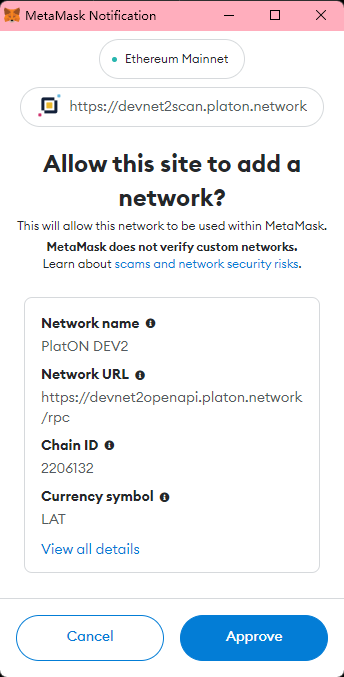 MetaMask Notification
Ethereum Mainnet
https://devnet2scan.platon.network
Allow this site to add a
network?
This will allow this network to be used within MetaMask.
MetaMask does not verify custom networks.
Learn about scams and network security risks.
Network name
PlatON DEV2
Network URL
https://devnet2openapi.platon.network
/rpc
Chain ID
2206132
Currency symbol
LAT
View all details
Cancel
Approve